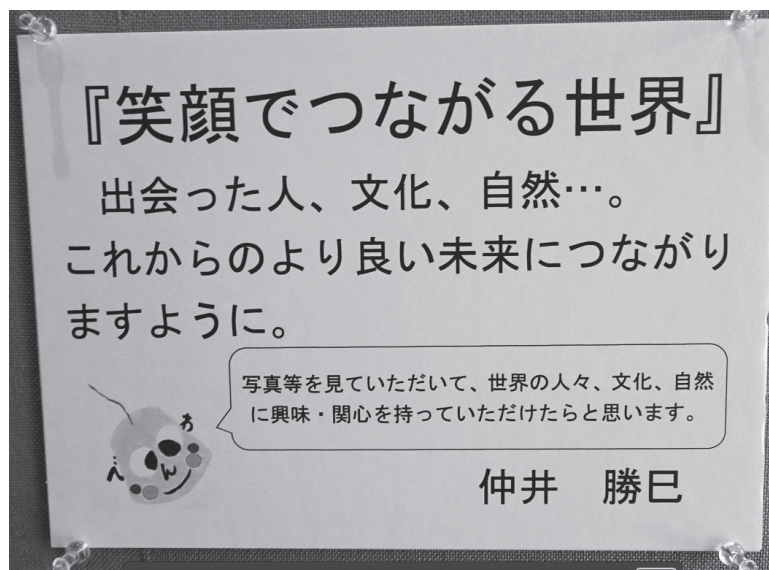 『笑顔でつながる世界』
出会った人、文化、自然…。
これからのより良い未来につながり
ますように。
写真等を見ていただいて、世界の人々、文化、自然
に興味・関心を持っていただけたらと思います。
仲井　勝巳